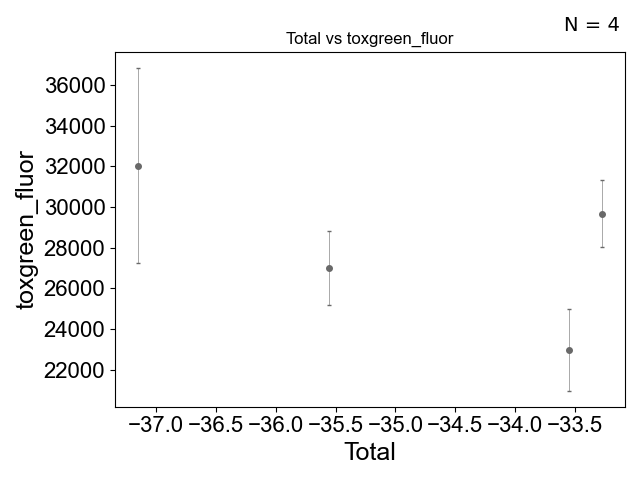 N = 4
Total vs toxgreen_fluor
36000
34000
32000
30000
28000
26000
24000
22000
toxgreen_fluor
−37.0 −36.5 −36.0 −35.5 −35.0 −34.5 −34.0 −33.5
Total